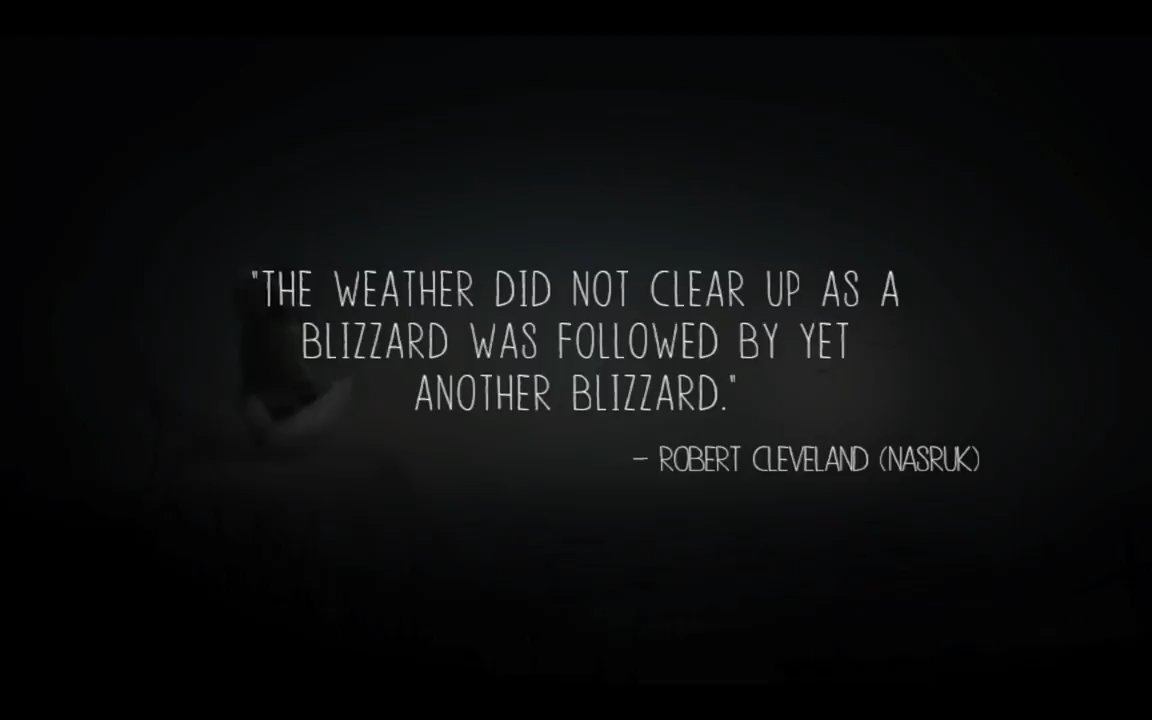 "THE WEATHER DID NOT CLEAR UP AS A
BLIZZARD WAS FOLLOWED BY YET
ANOTHER BLIZZARD."
– ROBERT CLEVELAND (NASRUK)